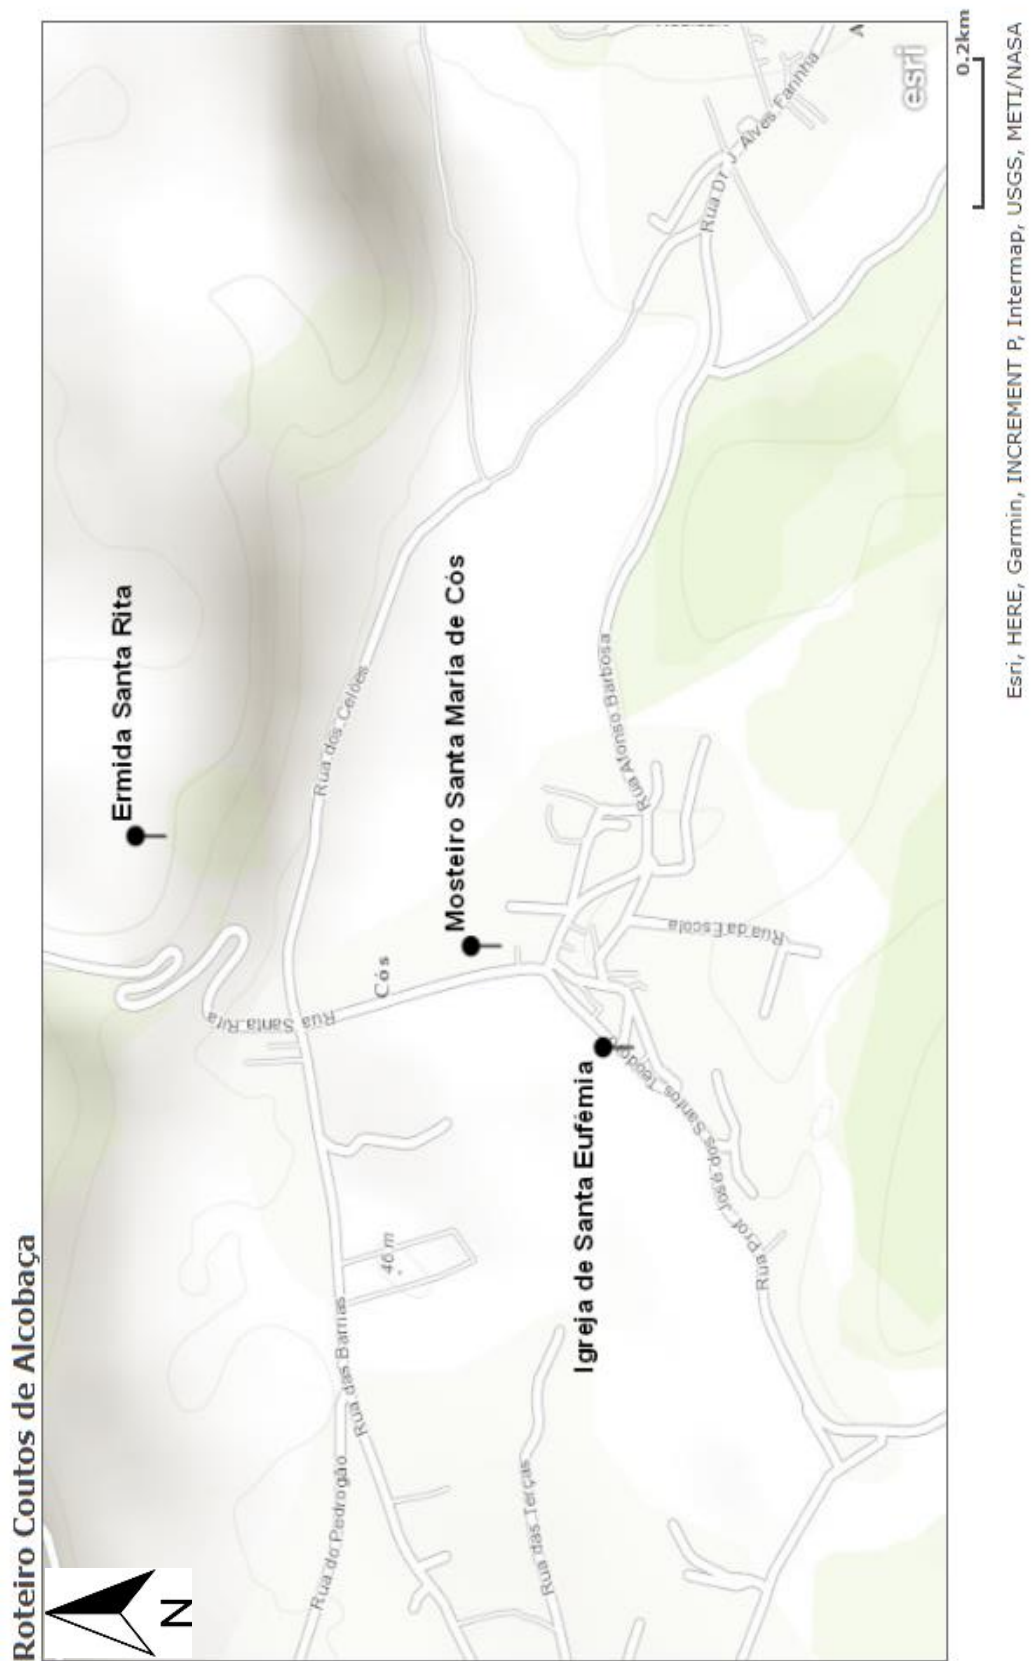 Roteiro Coutos de Alcobaça
Ermida Santa Rita
Mosteiro Santa Maria de Cós
Igreja de Santa Eufémia
Cós
Rua Santa Rita
Rua dos Celões
Rua Afonso Barbosa
Rua da Escola
Rua Dr J Alves Farinha
Rua Prof José dos Santos
Rua das Barrias
Rua do Pedrogão
Rua das Terças
46 m
N
A
esri
0.2km
Esri, HERE, Garmin, INCREMENT P, Intermap, USGS, METI/NASA